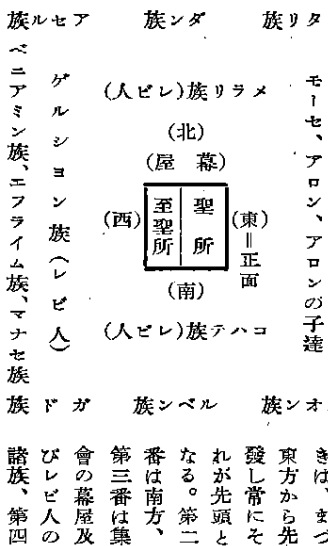 族ルセア
族ンダ
族リタ
ベニアミン族、エフライム族、マナセ族
ゲルション族(レビ人)
(人ビレ)族リラメ
(北)
(屋幕)
(西)
至聖所
聖所
(東=正面
(南)
モーセ、アロン、アロンの子達
(人ビレ)族テハコ
族ドガ
族ンベル
族ンオ
きは、まづ
東方から先
發し常にそ
れが先頭と
なる。第二
番は南方、
第三番は集
會の幕屋及
びレビ人の
諸族、第四